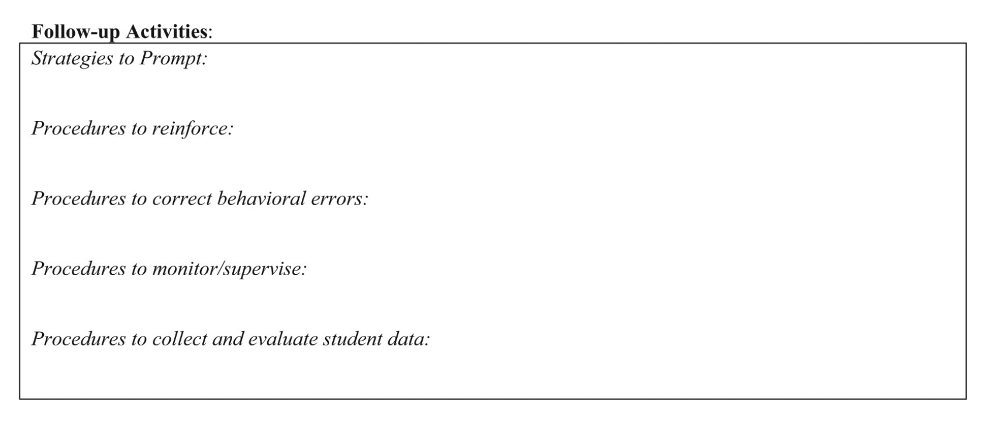 Follow-up Activities:
Strategies to Prompt:
Procedures to reinforce:
Procedures to correct behavioral errors:
Procedures to monitor/supervise:
Procedures to collect and evaluate student data: